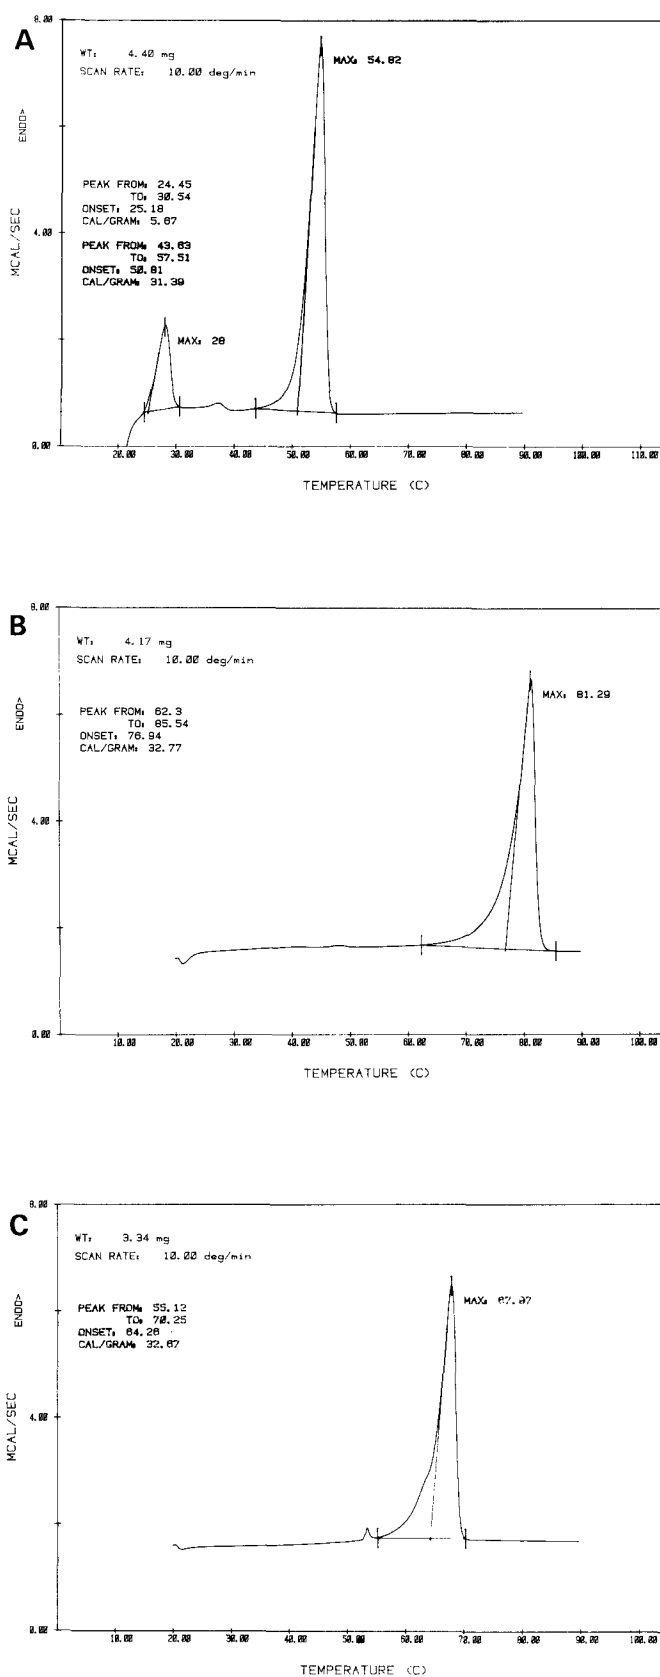 A
8.00
WT: 4.40 mg
SCAN RATE: 10.00 deg/min
MAX: 54.82
ENDO>
PEAK FROM: 24.45
TO: 30.54
ONSET: 25.18
CAL/GRAM: 5.67
PEAK FROM: 43.63
TO: 57.51
ONSET: 50.81
CAL/GRAM: 31.39
4.00
MCAL/SEC
MAX: 28
0.00
20.00 30.00 40.00 50.00 60.00 70.00 80.00 90.00 100.00 110.00
TEMPERATURE (C)
B
8.00
WT: 4.17 mg
SCAN RATE: 10.00 deg/min
ENDO>
MAX: 81.29
PEAK FROM: 62.3
TO: 85.54
ONSET: 76.94
CAL/GRAM: 32.77
4.00
MCAL/SEC
0.00
10.00 20.00 30.00 40.00 50.00 60.00 70.00 80.00 90.00 100.00
TEMPERATURE (C)
C
8.00
WT: 3.34 mg
SCAN RATE: 10.00 deg/min
ENDO>
MAX: 67.97
PEAK FROM: 55.12
TO: 70.25
ONSET: 64.26
CAL/GRAM: 32.67
4.00
MCAL/SEC
0.00
10.00 20.00 30.00 40.00 50.00 60.00 70.00 80.00 90.00 100.00
TEMPERATURE (C)